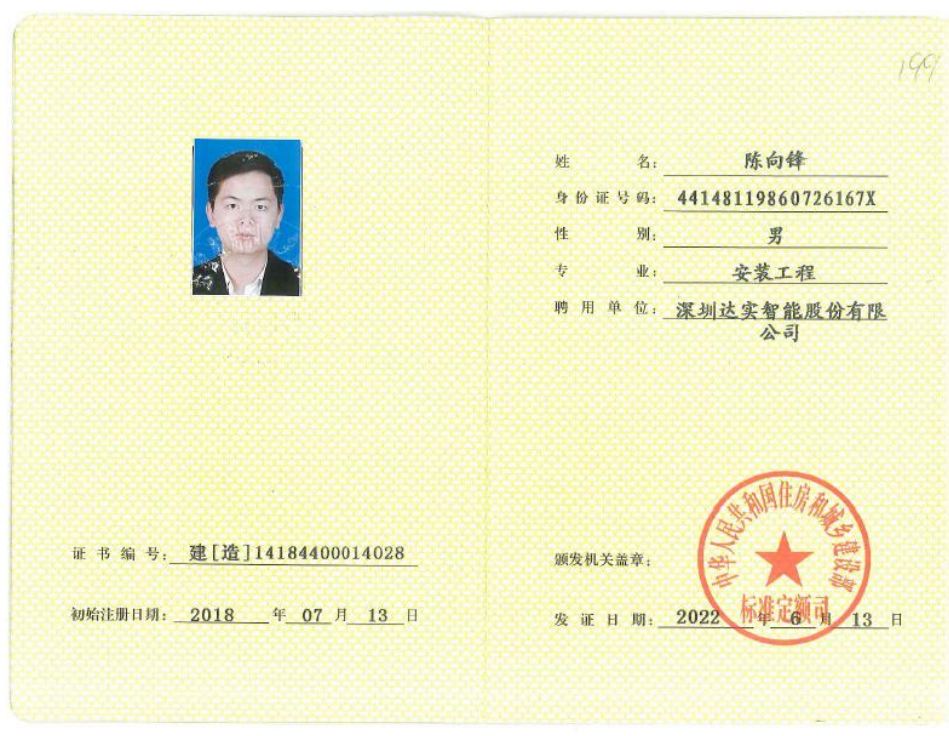 199
姓 名: 陈向锋
身份证号码: 44148119860726167X
性 别: 男
专 业: 安装工程
聘用单位: 深圳达实智能股份有限
公司
证书编号: 建[造]14184400014028
初始注册日期: 2018 年 07 月 13 日
颁发机关盖章:
中华人民共和国住房和城乡建设部
标准定额司
发证日期: 2022 年 6 月 13 日